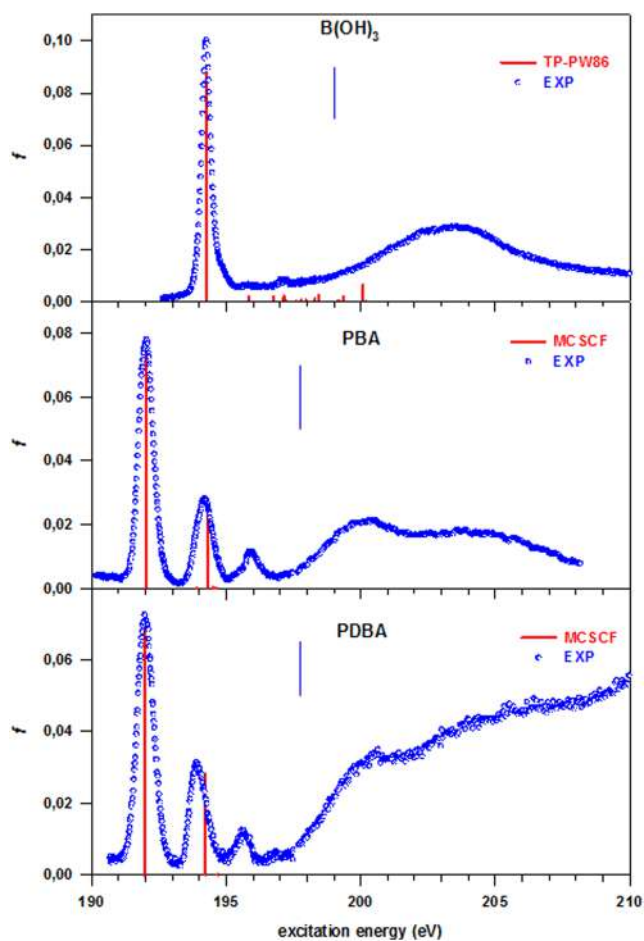 B(OH)₃
TP-PW86
EXP
0,10
0,08
0,06
0,04
0,02
0,00
f
PBA
MCSCF
EXP
0,08
0,06
0,04
0,02
0,00
f
PDBA
MCSCF
EXP
0,06
0,04
0,02
0,00
f
190 195 200 205 210
excitation energy (eV)